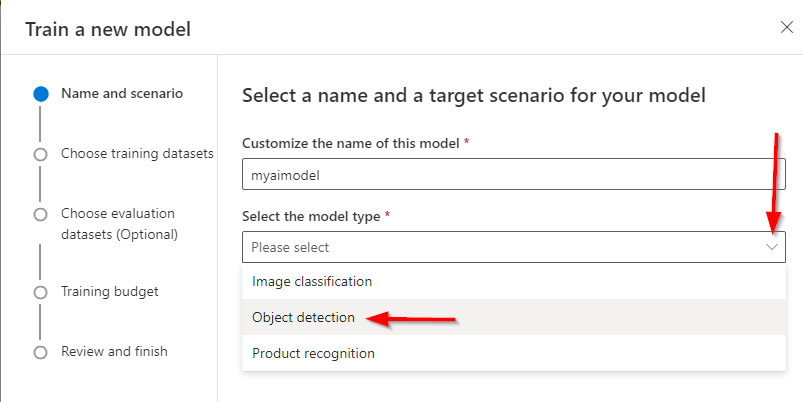 Train a new model
Name and scenario
Choose training datasets
Choose evaluation
datasets (Optional)
Training budget
Review and finish
Select a name and a target scenario for your model
Customize the name of this model *
myaimodel
Select the model type *
Please select
Image classification
Object detection
Product recognition